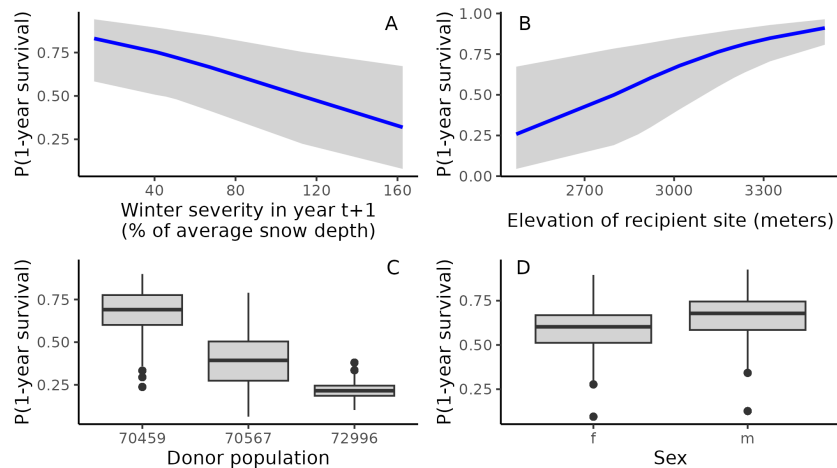 A
P(1-year survival)
0.75
0.50
0.25
40 80 120 160
Winter severity in year t+1
(% of average snow depth)
B
P(1-year survival)
1.00
0.75
0.50
0.25
0.00
2700 3000 3300
Elevation of recipient site (meters)
C
P(1-year survival)
0.75
0.50
0.25
70459 70567 72996
Donor population
D
P(1-year survival)
0.75
0.50
0.25
f m
Sex